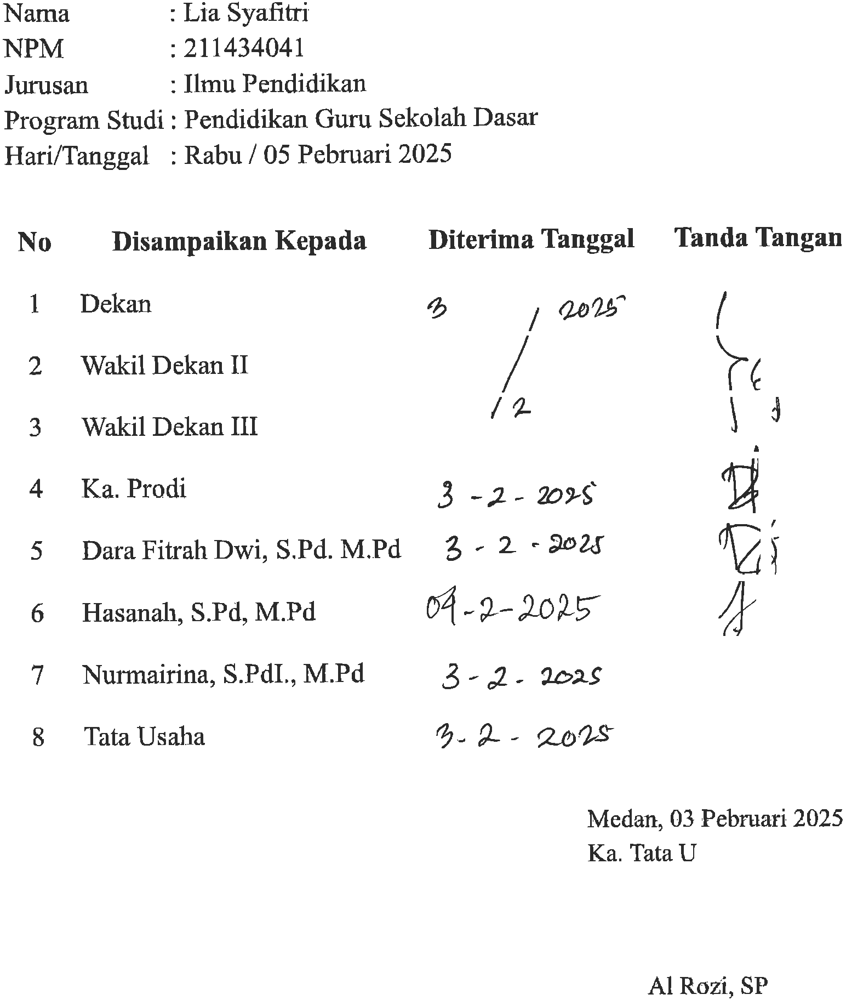 Nama : Lia Syafitri
NPM : 211434041
Jurusan : Ilmu Pendidikan
Program Studi : Pendidikan Guru Sekolah Dasar
Hari/Tanggal : Rabu / 05 Pebruari 2025
No Disampaikan Kepada Diterima Tanggal Tanda Tangan
1 Dekan 3 / 2025
2 Wakil Dekan II
/ 2
3 Wakil Dekan III
4 Ka. Prodi 3 - 2 - 2025
5 Dara Fitrah Dwi, S.Pd. M.Pd 3 - 2 - 2025
6 Hasanah, S.Pd, M.Pd 04-2-2025
7 Nurmairina, S.PdI., M.Pd 3 - 2 - 2025
8 Tata Usaha 3-2-2025
Medan, 03 Pebruari 2025
Ka. Tata U
Al Rozi, SP